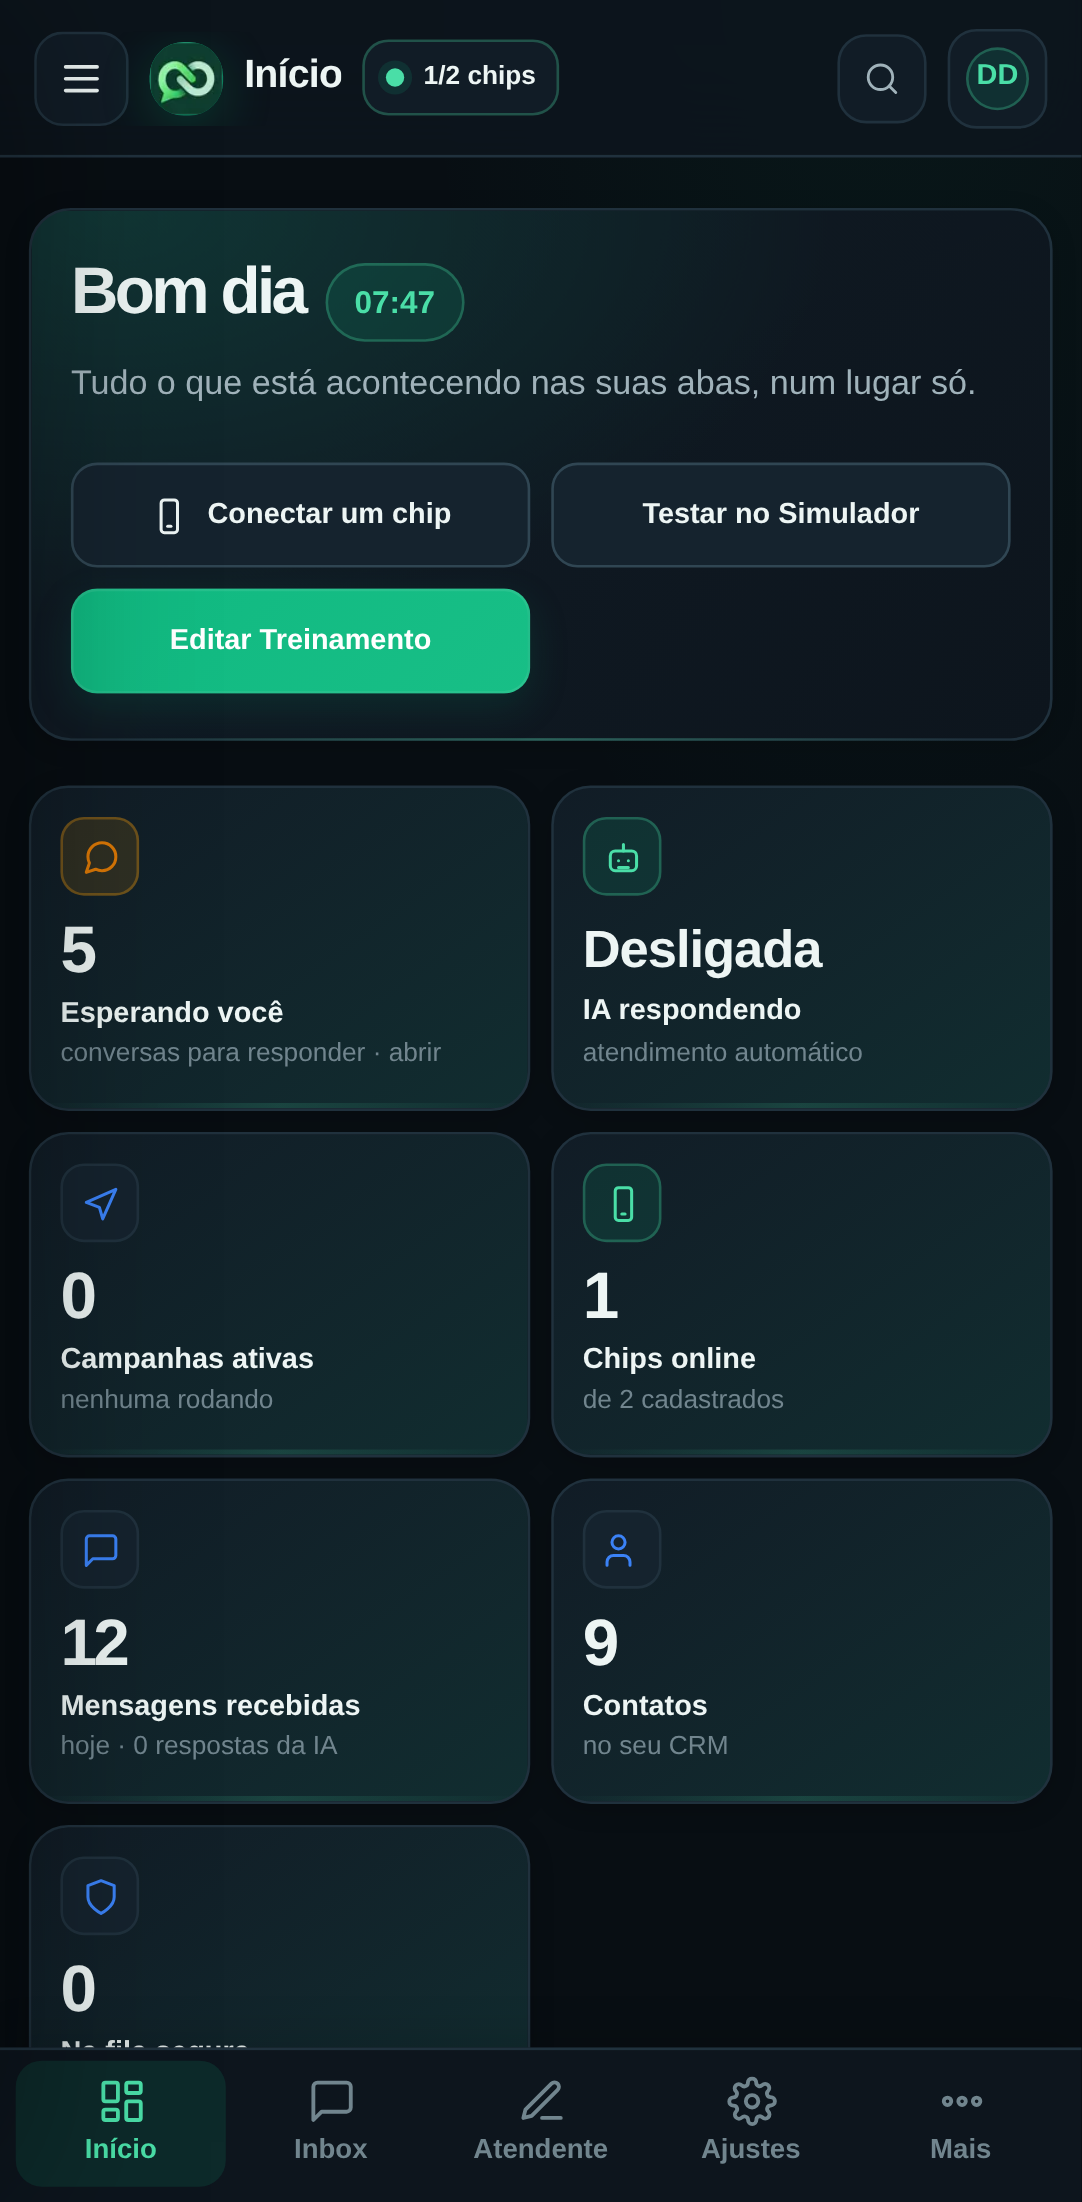 Início
1/2 chips
DD
Bom dia
07:47
Tudo o que está acontecendo nas suas abas, num lugar só.
Conectar um chip
Testar no Simulador
Editar Treinamento
5
Esperando você
conversas para responder · abrir
Desligada
IA respondendo
atendimento automático
0
Campanhas ativas
nenhuma rodando
1
Chips online
de 2 cadastrados
12
Mensagens recebidas
hoje · 0 respostas da IA
9
Contatos
no seu CRM
0
Na fila segura
Início
Inbox
Atendente
Ajustes
Mais